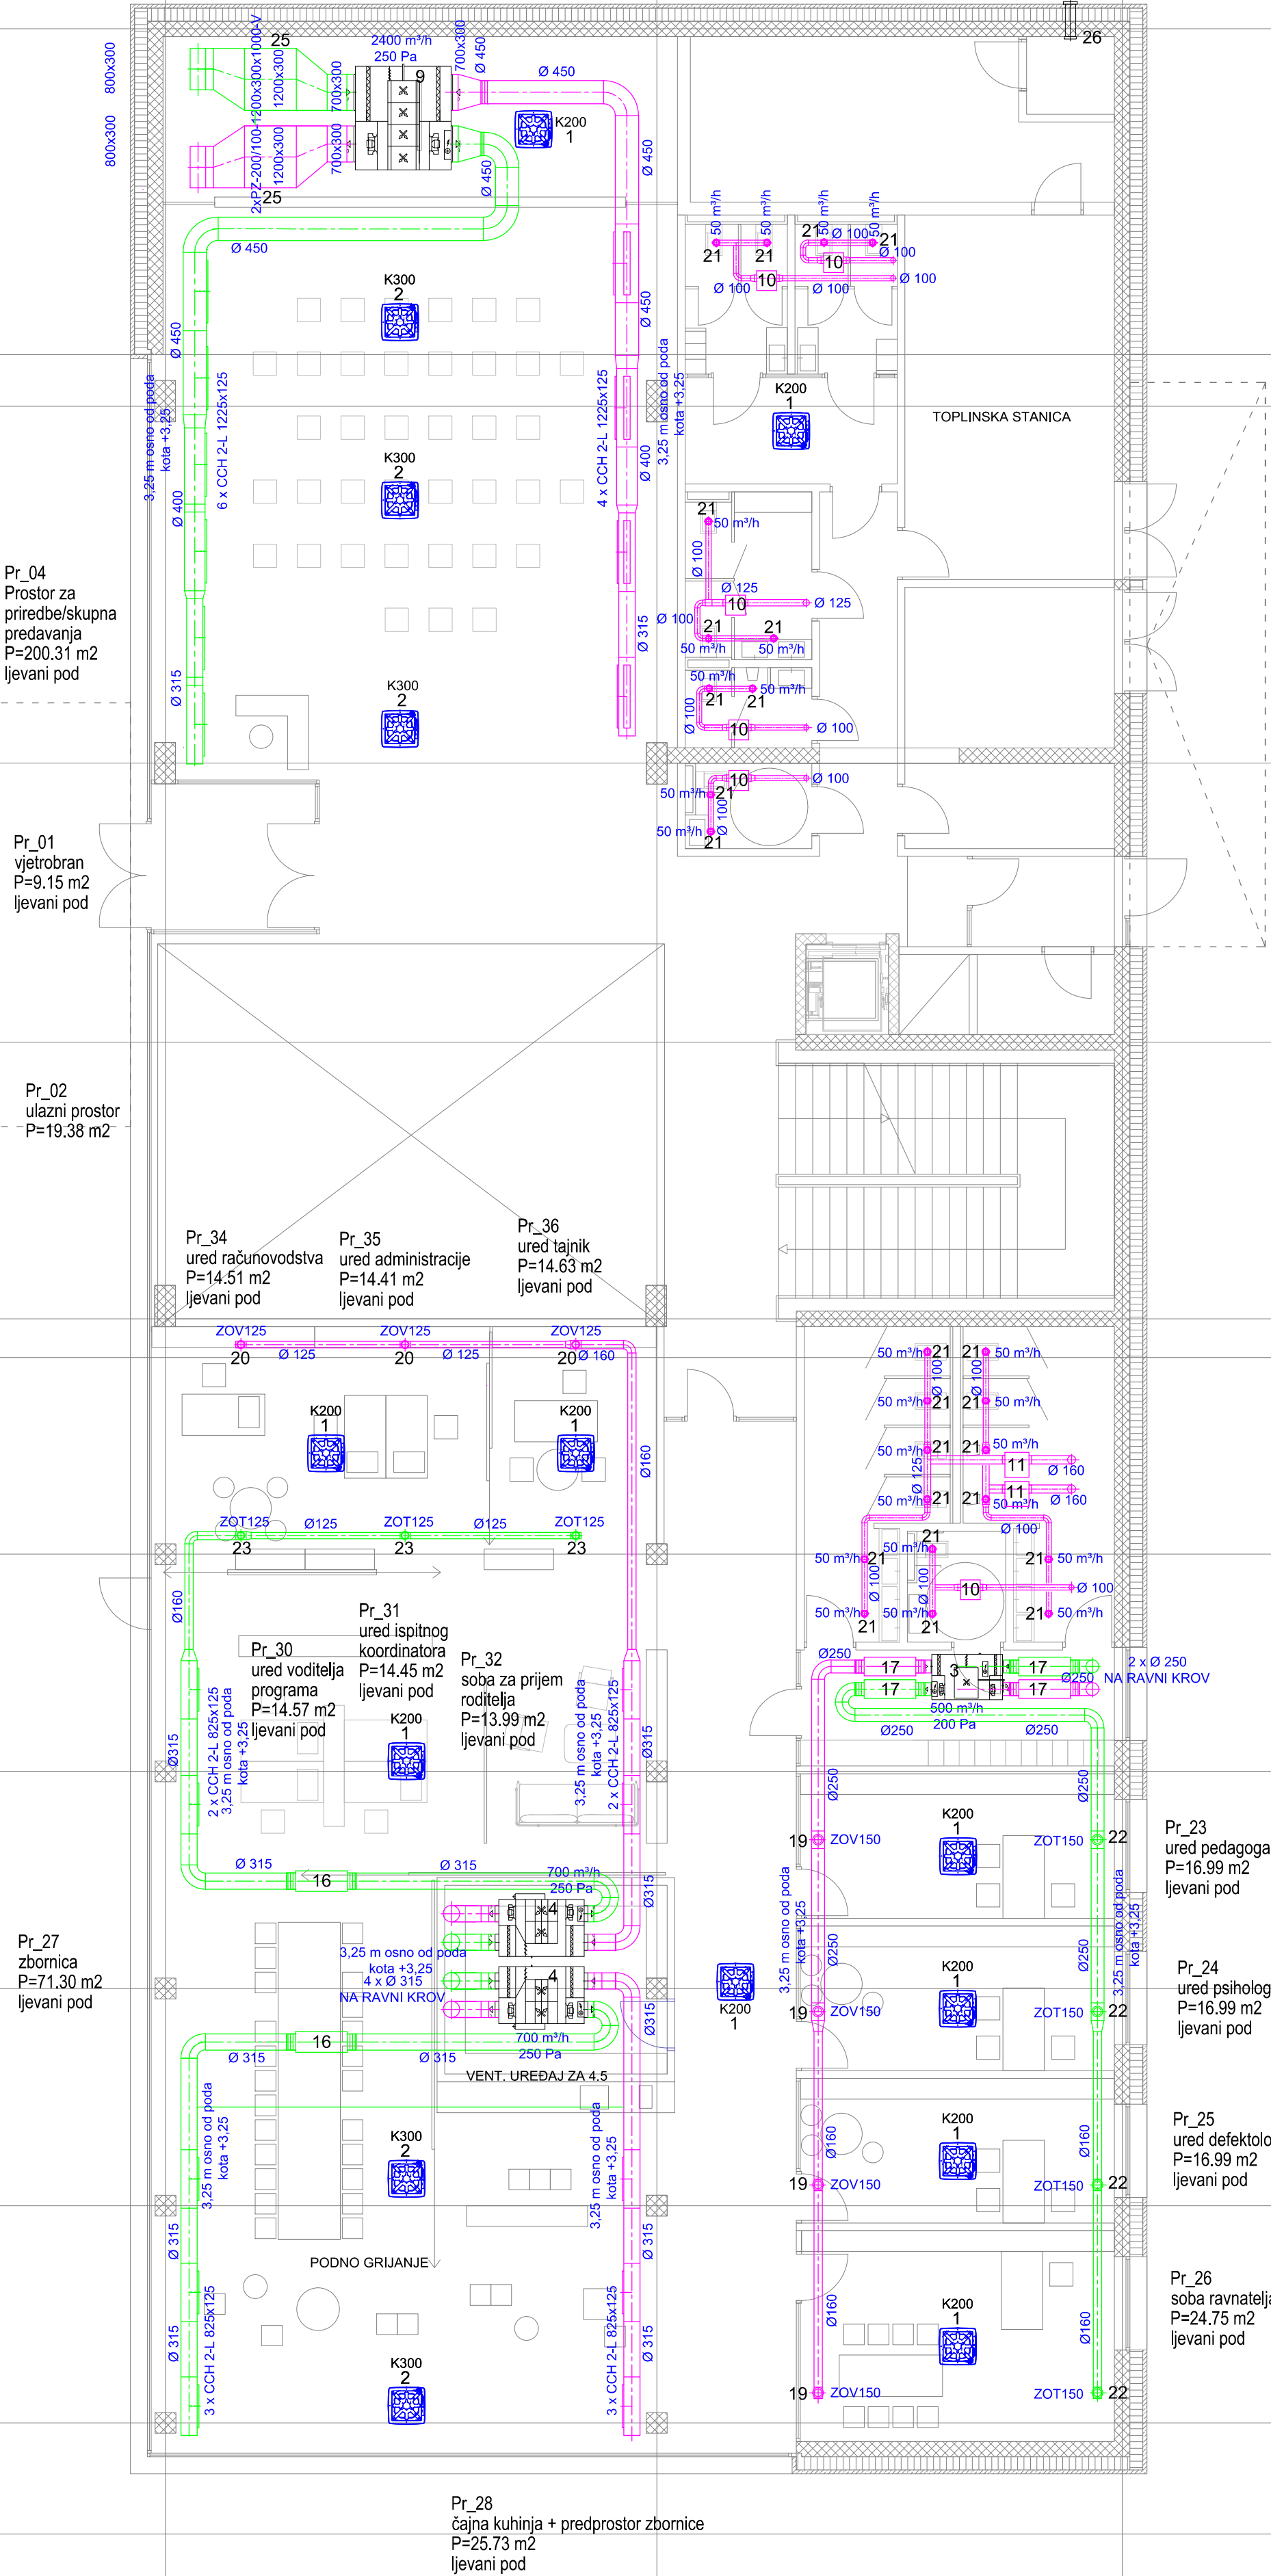 800x300
800x300
2xPZ-200/100-1200x300x1000-V
1200x300
1200x300
25
25
700x300
700x300
2400 m³/h
250 Pa
9
700x300
Ø 450
Ø 450
K200
1
Ø 450
Ø 450
Ø 450
26
50 m³/h
50 m³/h
50 m³/h
50 m³/h
21
21
21
21
Ø 100
Ø 100
10
10
Ø 100
Ø 100
Ø 100
K300
2
Ø 450
Ø 450
3,25 m osno od poda
kota +3,25
6 x CCH 2-L 1225x125
4 x CCH 2-L 1225x125
3,25 m osno od poda
kota +3,25
K200
1
TOPLINSKA STANICA
K300
2
Ø 400
Ø 400
21
50 m³/h
Ø 100
Ø 125
10
Ø 125
Ø 100
21
21
50 m³/h
50 m³/h
Pr_04
Prostor za
priredbe/skupna
predavanja
P=200.31 m2
ljevani pod
Ø 315
Ø 315
K300
2
50 m³/h
50 m³/h
21
21
Ø 100
10
Ø 100
10
Ø 100
50 m³/h
21
Ø 100
50 m³/h
21
Pr_01
vjetrobran
P=9.15 m2
ljevani pod
Pr_02
ulazni prostor
P=19.38 m2
Pr_34
ured računovodstva
P=14.51 m2
ljevani pod
Pr_35
ured administracije
P=14.41 m2
ljevani pod
Pr_36
ured tajnik
P=14.63 m2
ljevani pod
ZOV125
ZOV125
ZOV125
20
Ø 125
20
Ø 125
20
Ø 160
K200
1
K200
1
Ø160
ZOT125
Ø125
ZOT125
Ø125
ZOT125
23
23
23
Ø160
50 m³/h
21
21
50 m³/h
Ø 100
Ø 100
50 m³/h
21
21
50 m³/h
50 m³/h
21
21
50 m³/h
Ø 125
11
Ø 160
11
Ø 160
50 m³/h
21
21
50 m³/h
Ø 100
21
50 m³/h
50 m³/h
21
21
50 m³/h
Ø 100
Ø 100
10
Ø 100
50 m³/h
50 m³/h
21
21
21
50 m³/h
Pr_30
ured voditelja
programa
P=14.57 m2
ljevani pod
Pr_31
ured ispitnog
koordinatora
P=14.45 m2
ljevani pod
Pr_32
soba za prijem
roditelja
P=13.99 m2
ljevani pod
K200
1
Ø315
2 x CCH 2-L 825x125
3,25 m osno od poda
kota +3,25
3,25 m osno od poda
kota +3,25
2 x CCH 2-L 825x125
Ø315
Ø250
17
17
3
17
17
2 x Ø 250
NA RAVNI KROV
Ø250
500 m³/h
200 Pa
Ø250
Ø250
Ø250
Ø250
K200
1
19
ZOV150
ZOT150
22
Pr_23
ured pedagoga
P=16.99 m2
ljevani pod
Ø 315
16
Ø 315
700 m³/h
250 Pa
4
Ø315
3,25 m osno od poda
kota +3,25
4 x Ø 315
NA RAVNI KROV
4
Ø315
700 m³/h
250 Pa
Ø 315
16
Ø 315
VENT. UREĐAJ ZA 4.5
K200
1
3,25 m osno od poda
kota +3,25
Ø250
Ø250
3,25 m osno od poda
kota +3,25
K200
1
19
ZOV150
ZOT150
22
Pr_27
zbornica
P=71.30 m2
ljevani pod
Pr_24
ured psiholog
P=16.99 m2
ljevani pod
3,25 m osno od poda
kota +3,25
3,25 m osno od poda
kota +3,25
K300
2
Ø160
Ø160
K200
1
19
ZOV150
ZOT150
22
Pr_25
ured defektolo
P=16.99 m2
ljevani pod
Ø 315
Ø 315
PODNO GRIJANJE
Ø160
Ø160
K200
1
Pr_26
soba ravnatelja
P=24.75 m2
ljevani pod
Ø 315
3 x CCH 2-L 825x125
K300
2
3 x CCH 2-L 825x125
Ø 315
19
ZOV150
ZOT150
22
Pr_28
čajna kuhinja + predprostor zbornice
P=25.73 m2
ljevani pod